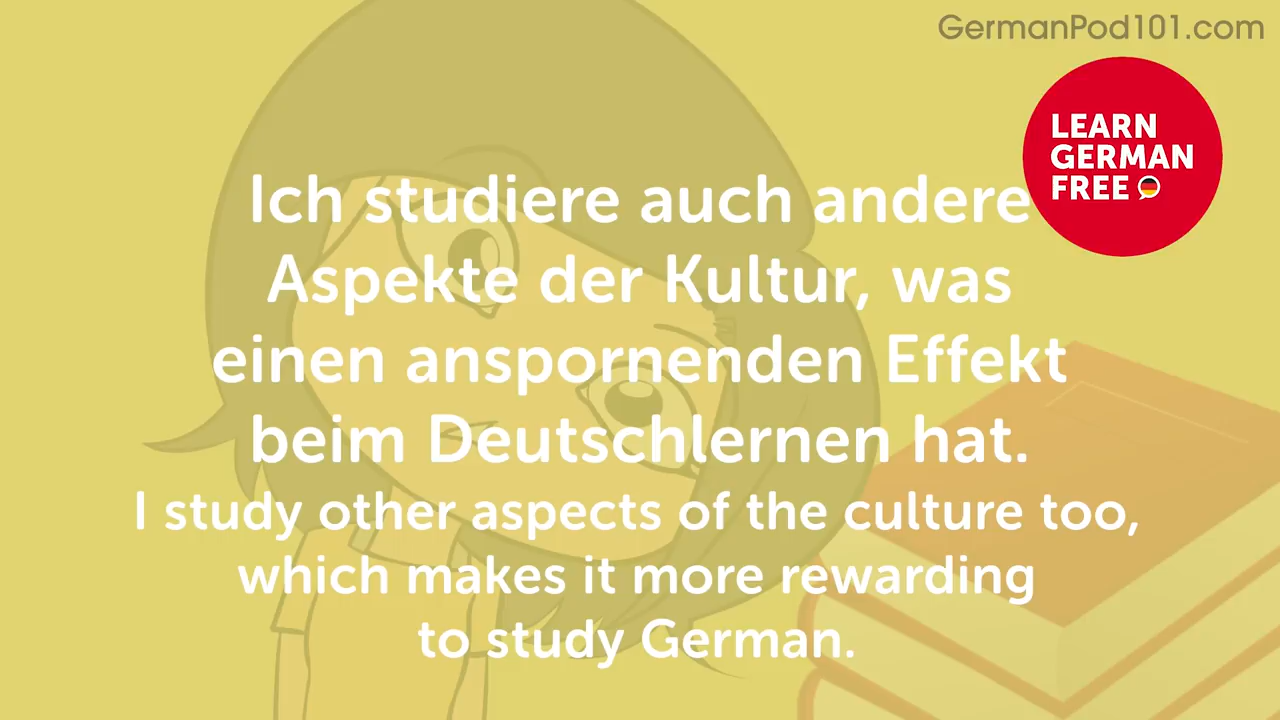 GermanPod101.com
LEARN
GERMAN
FREE
Ich studiere auch andere
Aspekte der Kultur, was
einen anspornenden Effekt
beim Deutschlernen hat.
I study other aspects of the culture too,
which makes it more rewarding
to study German.